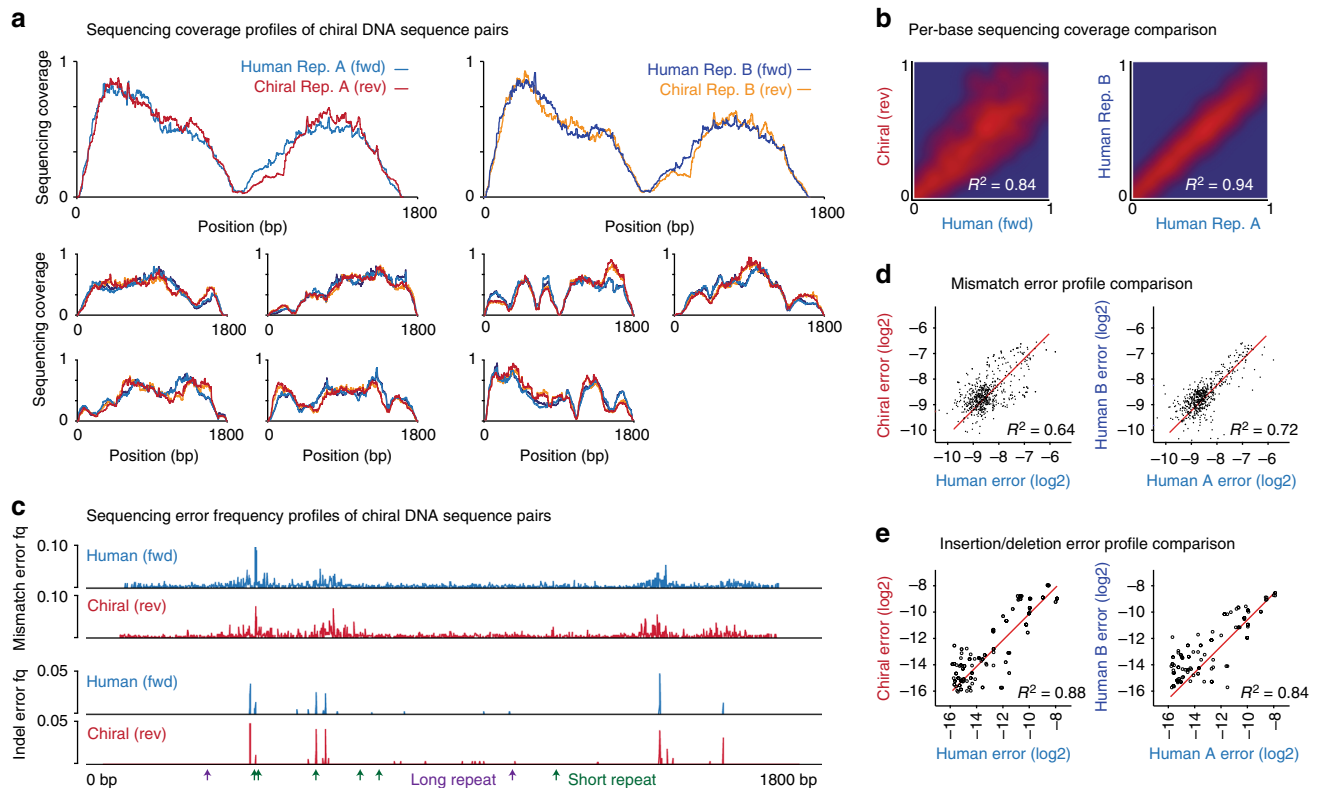 a
Sequencing coverage profiles of chiral DNA sequence pairs
Sequencing coverage
1
0
Human Rep. A (fwd)
Chiral Rep. A (rev)
0
1800
Position (bp)
1
0
Human Rep. B (fwd)
Chiral Rep. B (rev)
0
1800
Position (bp)
Sequencing coverage
1
0
0
1800
1
0
0
1800
1
0
0
1800
1
0
0
1800
Sequencing coverage
1
0
0
1800
Position (bp)
1
0
0
1800
Position (bp)
1
0
0
1800
Position (bp)
b
Per-base sequencing coverage comparison
Chiral (rev)
1
0
R² = 0.84
0
1
Human (fwd)
Human Rep. B
1
0
R² = 0.94
0
1
Human Rep. A
c
Sequencing error frequency profiles of chiral DNA sequence pairs
Mismatch error fq
0.10
Human (fwd)
0.10
Chiral (rev)
Indel error fq
0.05
Human (fwd)
0.05
Chiral (rev)
0 bp
Long repeat
Short repeat
1800 bp
d
Mismatch error profile comparison
Chiral error (log2)
−6
−7
−8
−9
−10
R² = 0.64
−10 −9 −8 −7 −6
Human error (log2)
Human B error (log2)
−6
−7
−8
−9
−10
R² = 0.72
−10 −9 −8 −7 −6
Human A error (log2)
e
Insertion/deletion error profile comparison
Chiral error (log2)
−8
−10
−12
−14
−16
R² = 0.88
−16 −14 −12 −10 −8
Human error (log2)
Human B error (log2)
−8
−10
−12
−14
−16
R² = 0.84
−16 −14 −12 −10 −8
Human A error (log2)